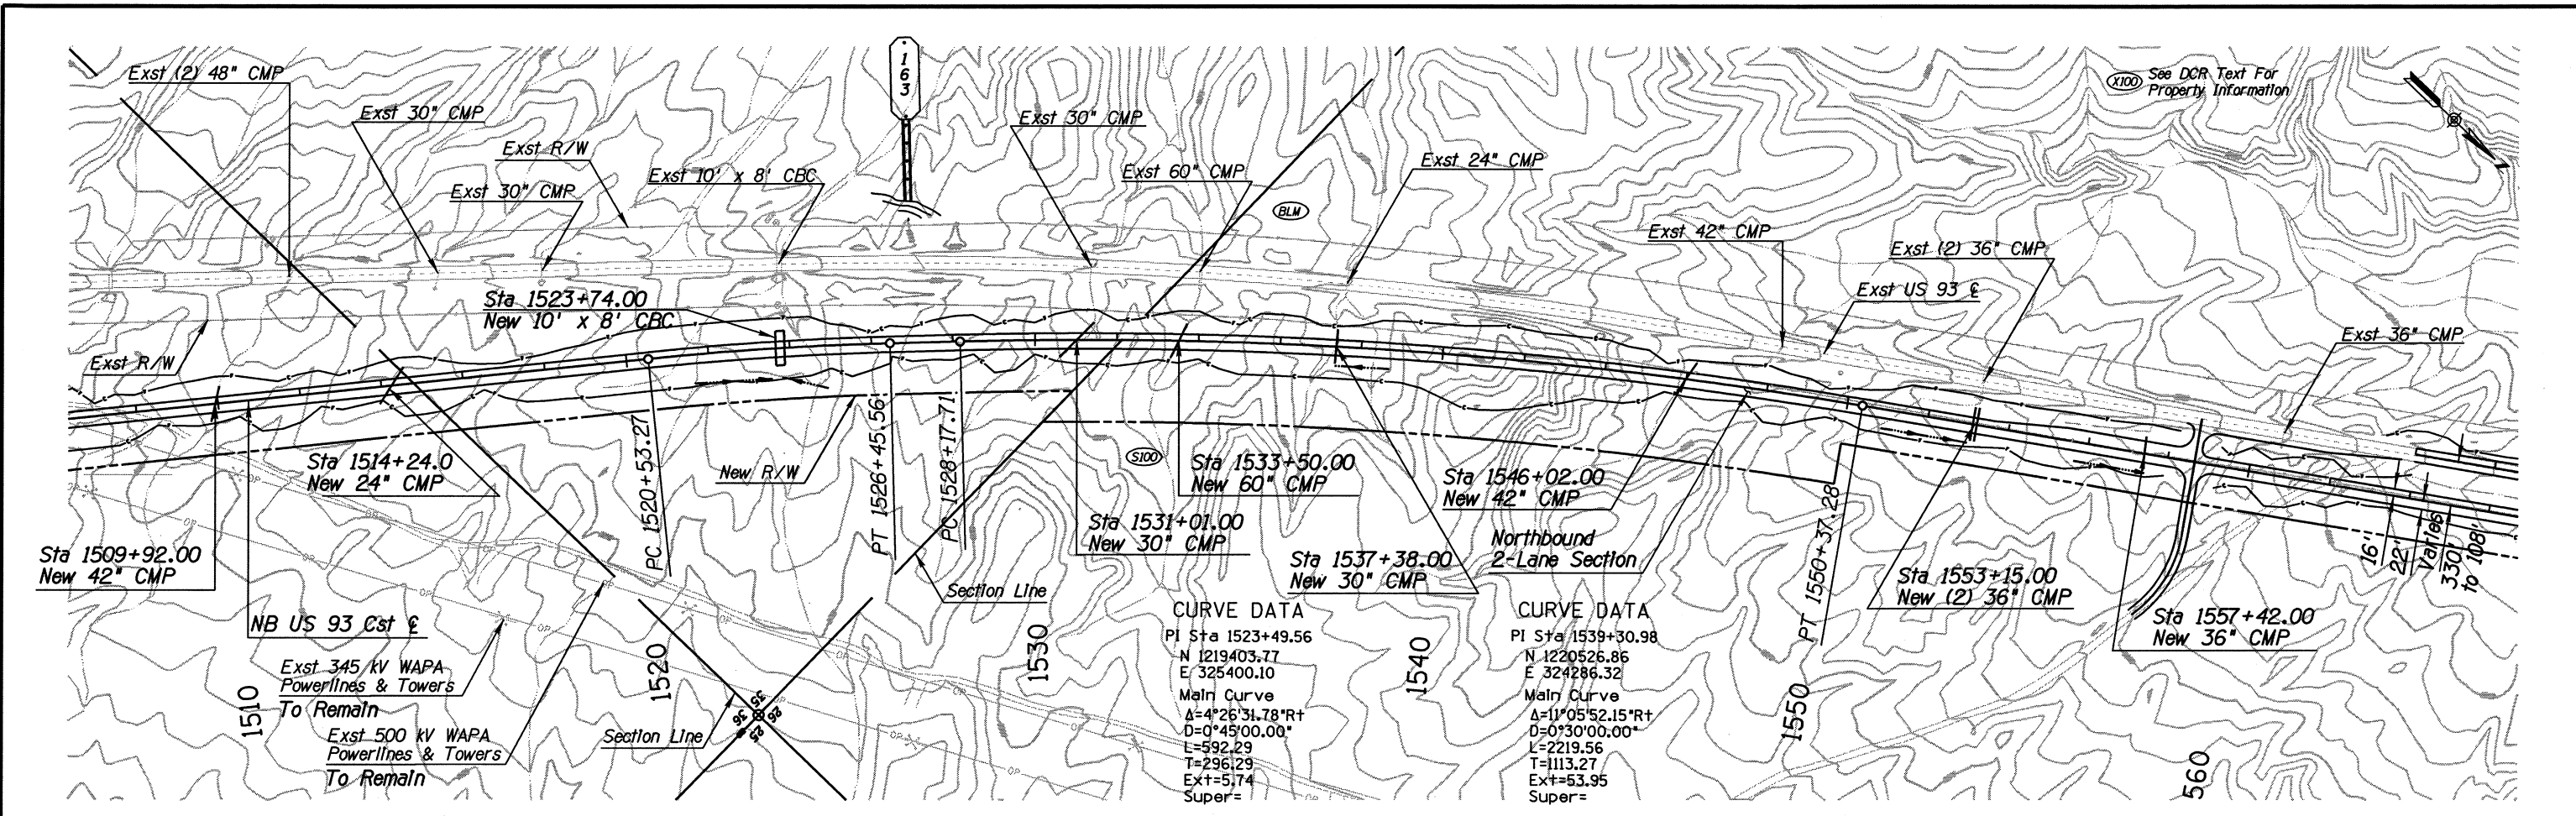 Exst (2) 48" CMP
Exst 30" CMP
Exst R/W
Exst 30" CMP
Exst 10' x 8' CBC
1
6
3
Exst 30" CMP
Exst 60" CMP
BLM
Exst 24" CMP
Exst 42" CMP
Exst (2) 36" CMP
Exst US 93 ℄
Exst 36" CMP
X100
See DCR Text For
Property Information
N
Exst R/W
Sta 1523+74.00
New 10' x 8' CBC
Sta 1509+92.00
New 42" CMP
NB US 93 Cst ℄
Sta 1514+24.0
New 24" CMP
PC 1520+53.27
New R/W
PT 1526+45.56
PC 1528+17.71
Section Line
S100
Sta 1531+01.00
New 30" CMP
Sta 1533+50.00
New 60" CMP
Sta 1537+38.00
New 30" CMP
Sta 1546+02.00
New 42" CMP
Northbound
2-Lane Section
PT 1550+37.28
Sta 1553+15.00
New (2) 36" CMP
Sta 1557+42.00
New 36" CMP
16'
22'
Varies
330'
to 108'
Exst 345 kV WAPA
Powerlines & Towers
To Remain
Exst 500 kV WAPA
Powerlines & Towers
To Remain
Section Line
35
36
26
25
1510
1520
1530
1540
1550
560
CURVE DATA
PI Sta 1523+49.56
N 1219403.77
E 325400.10
Main Curve
Δ=4°26'31.78"Rt
D=0°45'00.00"
L=592.29
T=296.29
Ext=5.74
Super=
CURVE DATA
PI Sta 1539+30.98
N 1220526.86
E 324286.32
Main Curve
Δ=11°05'52.15"Rt
D=0°30'00.00"
L=2219.56
T=1113.27
Ext=53.95
Super=